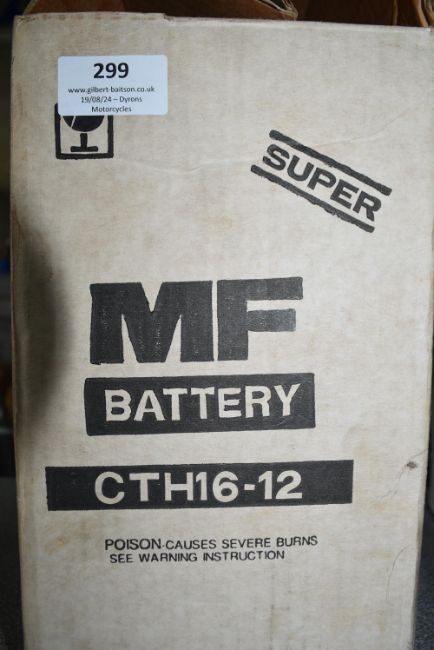 299
www.gilbert-baitson.co.uk
19/08/24 – Dyrons
Motorcycles
SUPER
MF
BATTERY
CTH16-12
POISON-CAUSES SEVERE BURNS
SEE WARNING INSTRUCTION